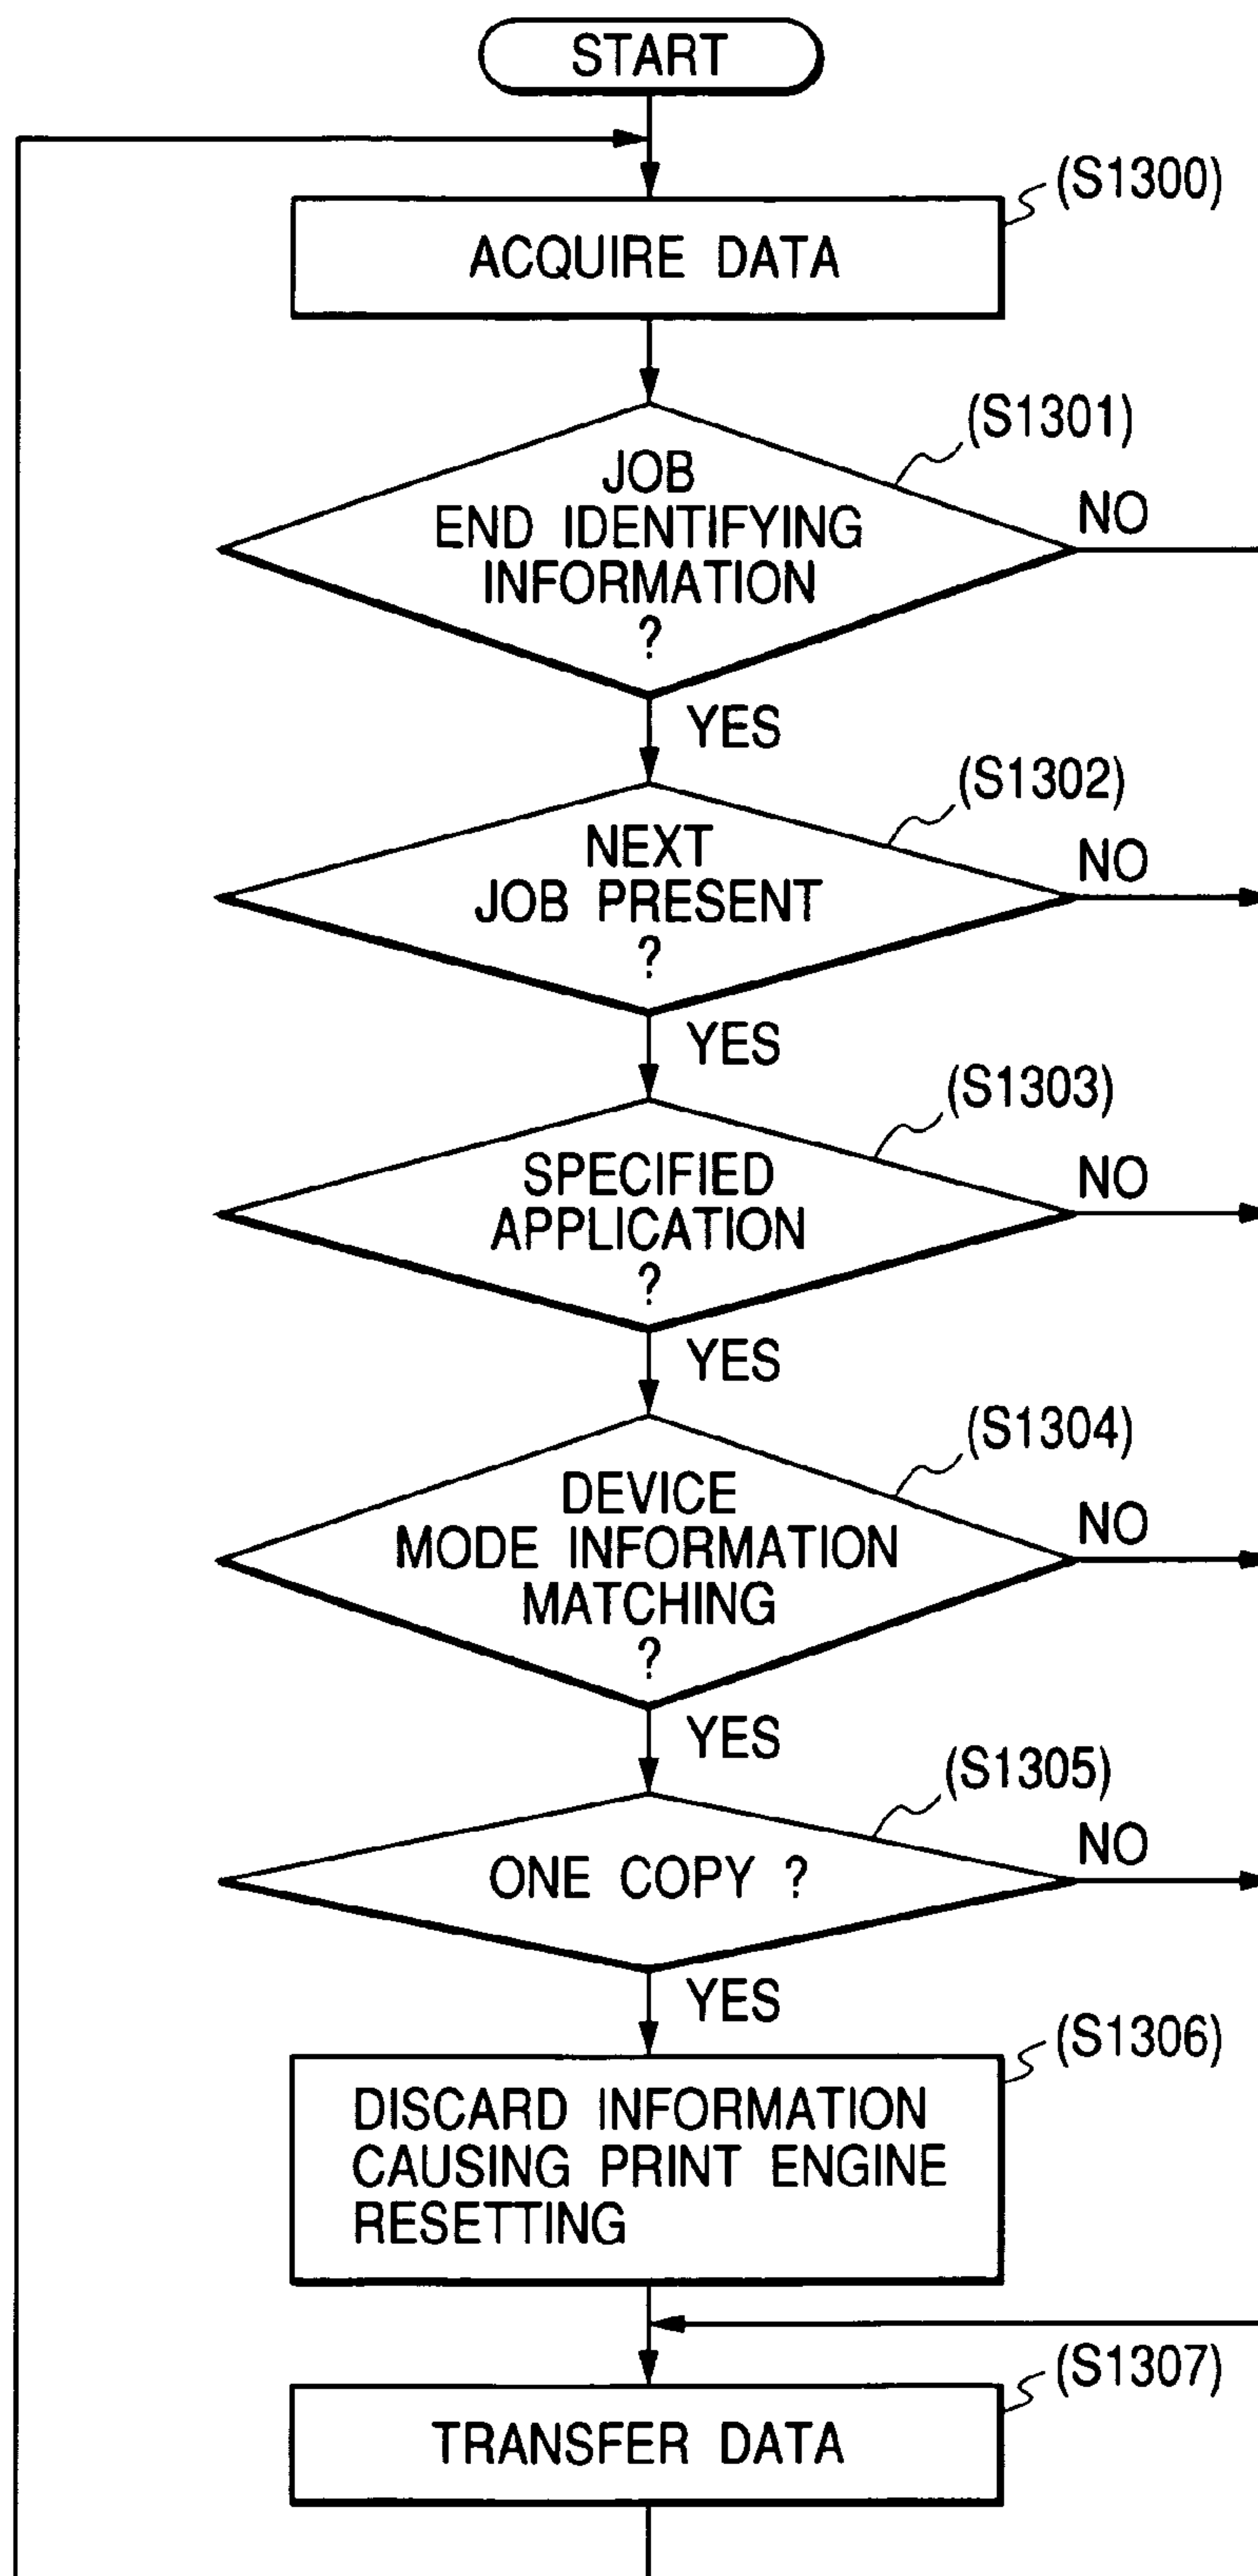 START
(S1300)
ACQUIRE DATA
(S1301)
JOB
END IDENTIFYING
INFORMATION
?
NO
YES
(S1302)
NEXT
JOB PRESENT
?
NO
YES
(S1303)
SPECIFIED
APPLICATION
?
NO
YES
(S1304)
DEVICE
MODE INFORMATION
MATCHING
?
NO
YES
(S1305)
ONE COPY ?
NO
YES
(S1306)
DISCARD INFORMATION
CAUSING PRINT ENGINE
RESETTING
(S1307)
TRANSFER DATA